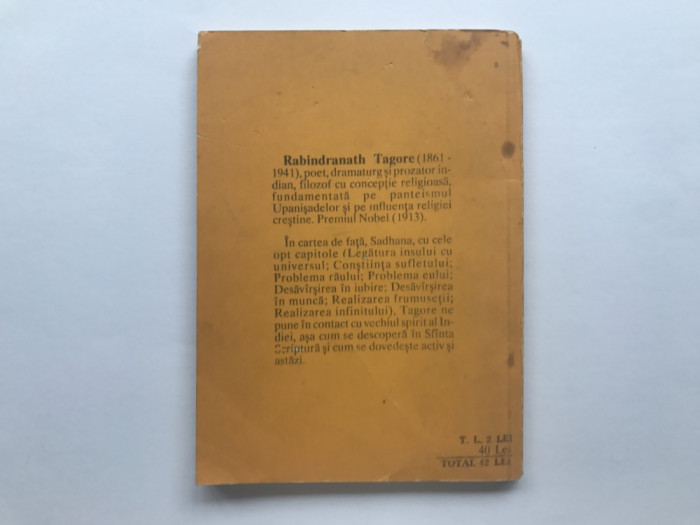 Rabindranath Tagore (1861-
1941), poet, dramaturg și prozator in-
dian, filozof cu concepție religioasă,
fundamentată pe panteismul
Upanișadelor și pe influența religiei
creștine. Premiul Nobel (1913).
În cartea de față, Sadhana, cu cele
opt capitole (Legătura insului cu
universul; Conștiința sufletului;
Problema răului; Problema eului;
Desăvîrșirea în iubire; Desăvîrșirea
în muncă; Realizarea frumuseții;
Realizarea infinitului), Tagore ne
pune în contact cu vechiul spirit al In-
diei, așa cum se descoperă în Sfînta
Scriptură și cum se dovedește activ și
astăzi.
T. L. 2 LEI
40 Lei
TOTAL 42 LEI